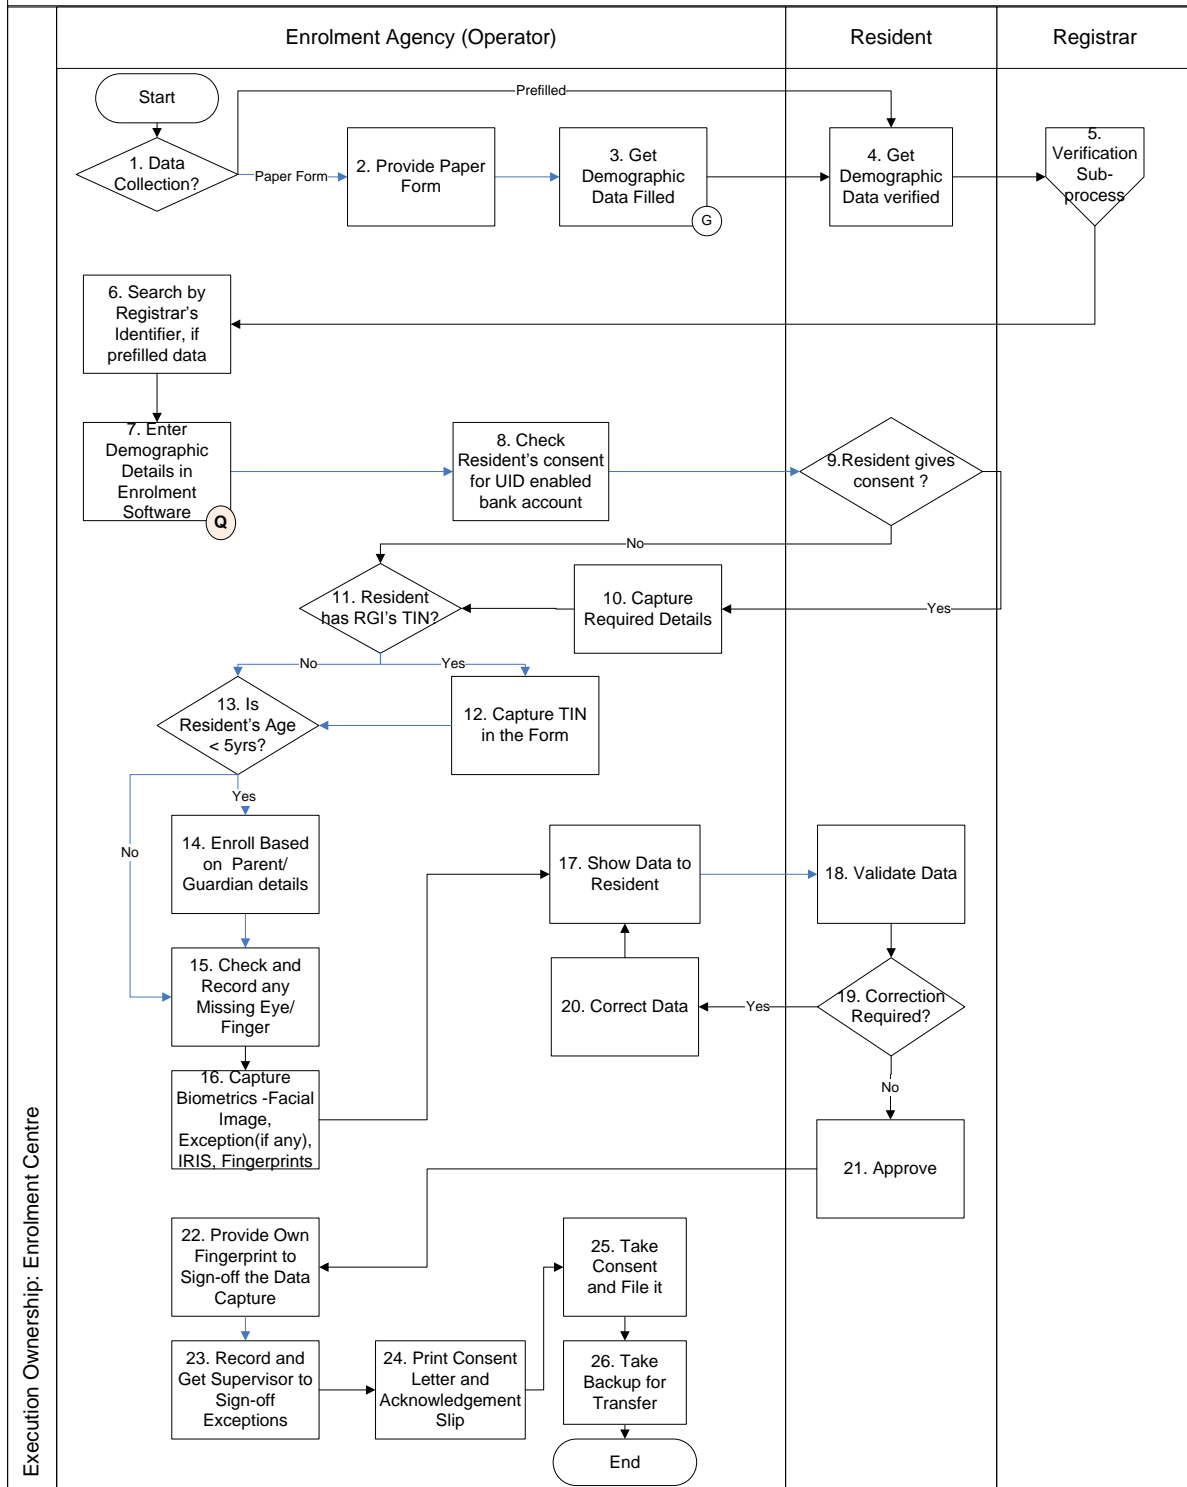 Enrolment Agency (Operator)
Resident
Registrar
Start
Prefilled
1. Data
Collection?
Paper Form
2. Provide Paper
Form
3. Get
Demographic
Data Filled
G
4. Get
Demographic
Data verified
5.
Verification
Sub-
process
6. Search by
Registrar's
Identifier, if
prefilled data
7. Enter
Demographic
Details in
Enrolment
Software
Q
8. Check
Resident's consent
for UID enabled
bank account
9.Resident gives
consent ?
No
Yes
10. Capture
Required Details
11. Resident
has RGI's TIN?
No
Yes
12. Capture TIN
in the Form
13. Is
Resident's Age
< 5yrs?
Yes
No
14. Enroll Based
on Parent/
Guardian details
15. Check and
Record any
Missing Eye/
Finger
16. Capture
Biometrics -Facial
Image,
Exception(if any),
IRIS, Fingerprints
17. Show Data to
Resident
18. Validate Data
19. Correction
Required?
Yes
20. Correct Data
No
21. Approve
22. Provide Own
Fingerprint to
Sign-off the Data
Capture
23. Record and
Get Supervisor to
Sign-off
Exceptions
24. Print Consent
Letter and
Acknowledgement
Slip
25. Take
Consent
and File it
26. Take
Backup for
Transfer
End
Execution Ownership: Enrolment Centre